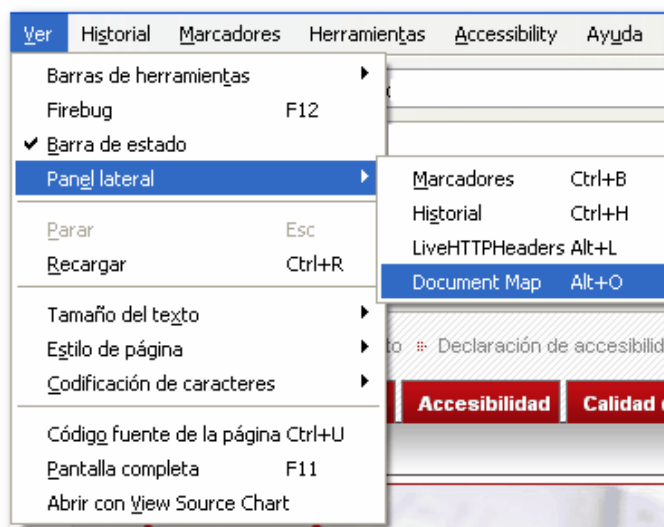 Ver Historial Marcadores Herramientas Accessibility Ayuda
Barras de herramientas
Firebug F12
Barra de estado
Panel lateral
Marcadores Ctrl+B
Historial Ctrl+H
LiveHTTPHeaders Alt+L
Document Map Alt+O
Parar Esc
Recargar Ctrl+R
Tamaño del texto
Estilo de página
Codificación de caracteres
Código fuente de la página Ctrl+U
Pantalla completa F11
Abrir con View Source Chart
to Declaración de accesibilid
Accesibilidad Calidad